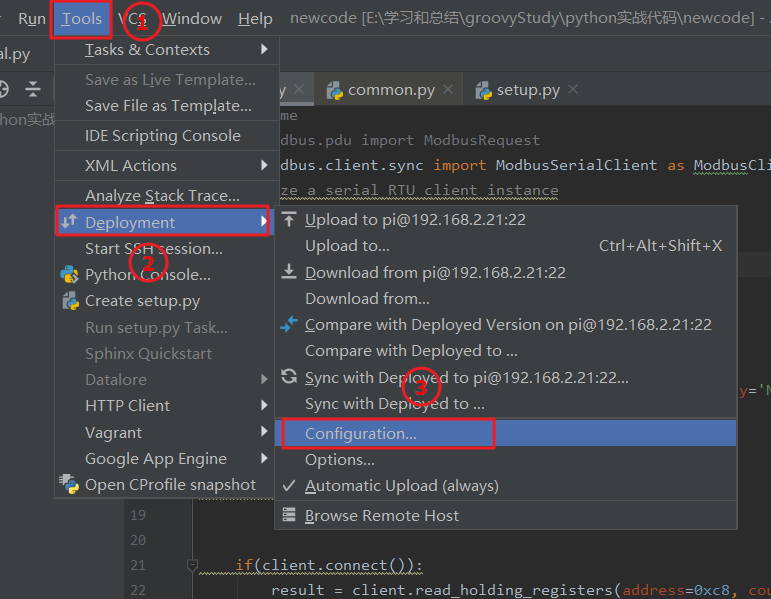 Run Tools VCS Window Help newcode [E:\学习和总结\groovyStudy\python实战代码\newcode] -
1
al.py
y × common.py × setup.py ×
hon实战
me
dbus.pdu import ModbusRequest
dbus.client.sync import ModbusSerialClient as ModbusCli
ze a serial RTU client instance
Tasks & Contexts
Save as Live Template...
Save File as Template...
IDE Scripting Console
XML Actions
Analyze Stack Trace...
Deployment
Start SSH session...
2
Python Console...
Create setup.py
Run setup.py Task...
Sphinx Quickstart
Datalore
HTTP Client
Vagrant
Google App Engine
Open CProfile snapshot
Upload to pi@192.168.2.21:22
Upload to... Ctrl+Alt+Shift+X
Download from pi@192.168.2.21:22
Download from...
Compare with Deployed Version on pi@192.168.2.21:22
Compare with Deployed to ...
Sync with Deployed to pi@192.168.2.21:22...
3
Sync with Deployed to ...
Configuration...
Options...
Automatic Upload (always)
Browse Remote Host
y='N
19
20
21 if(client.connect()):
22 result = client.read_holding_registers(address=0xc8, cou